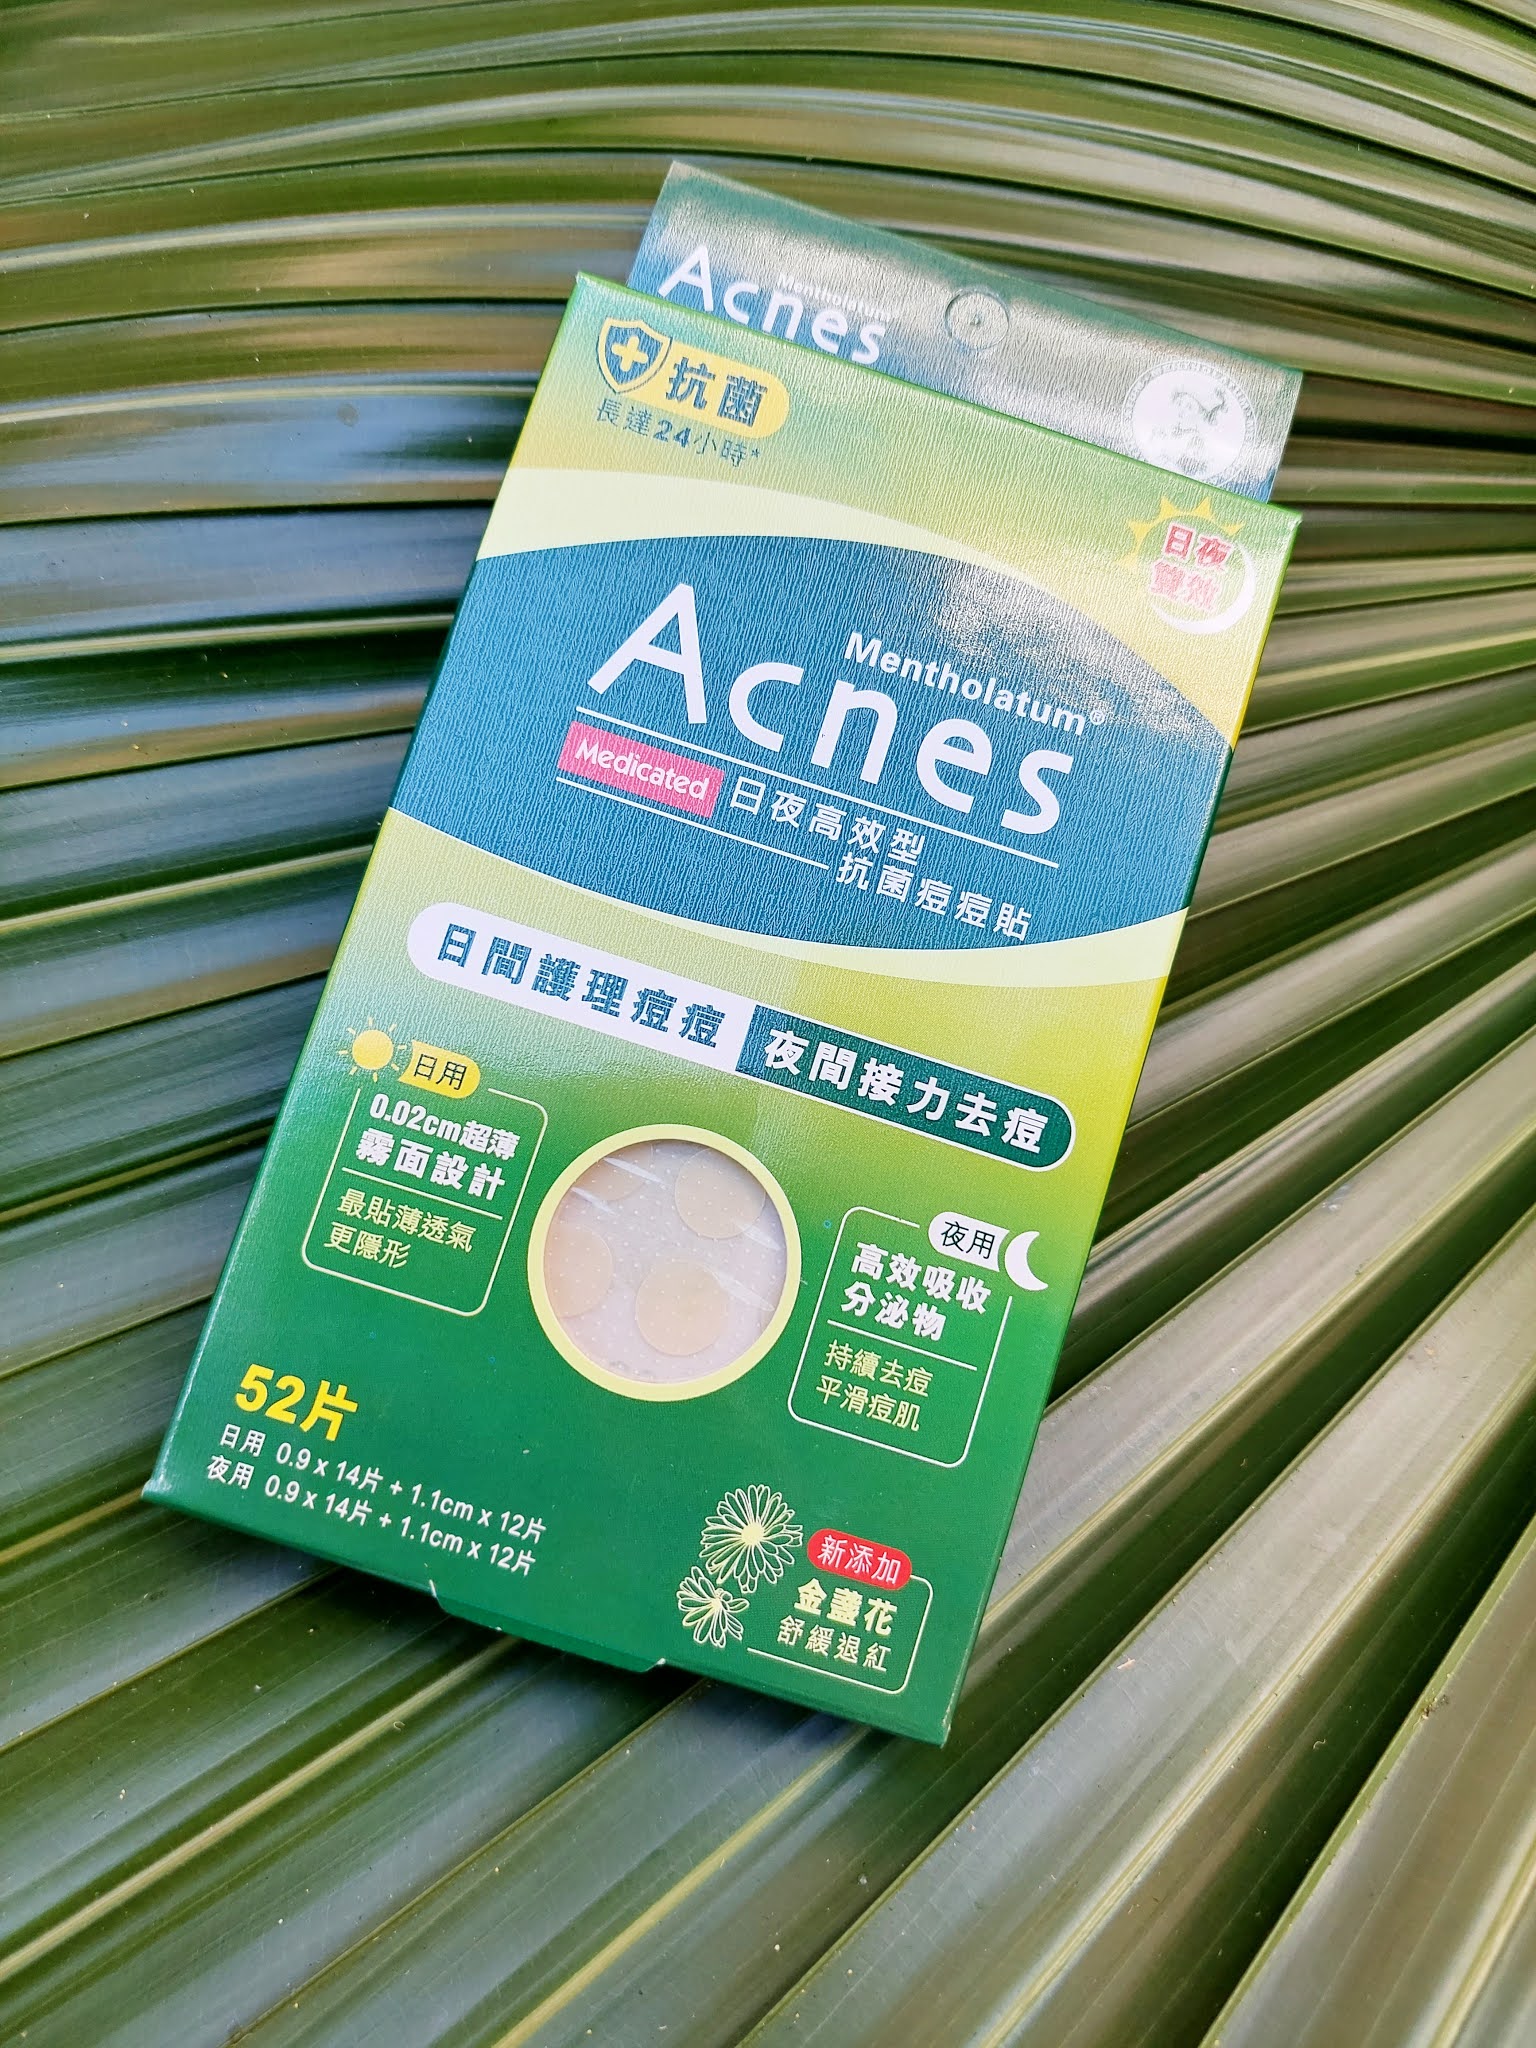 Mentholatum
Acnes
抗菌
長達24小時*
日夜
雙效
Mentholatum®
Acnes
Medicated 日夜高效型
抗菌痘痘貼
日間護理痘痘 夜間接力去痘
日用
0.02cm超薄
霧面設計
最貼薄透氣
更隱形
夜用
高效吸收
分泌物
持續去痘
平滑痘肌
52片
日用 0.9 x 14片 + 1.1cm x 12片
夜用 0.9 x 14片 + 1.1cm x 12片
新添加
金盞花
舒緩退紅